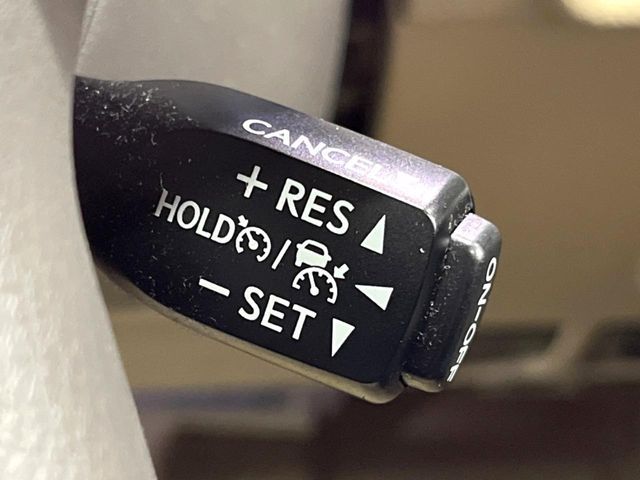 CANCEL
+ RES
HOLD /
- SET
ON-OFF